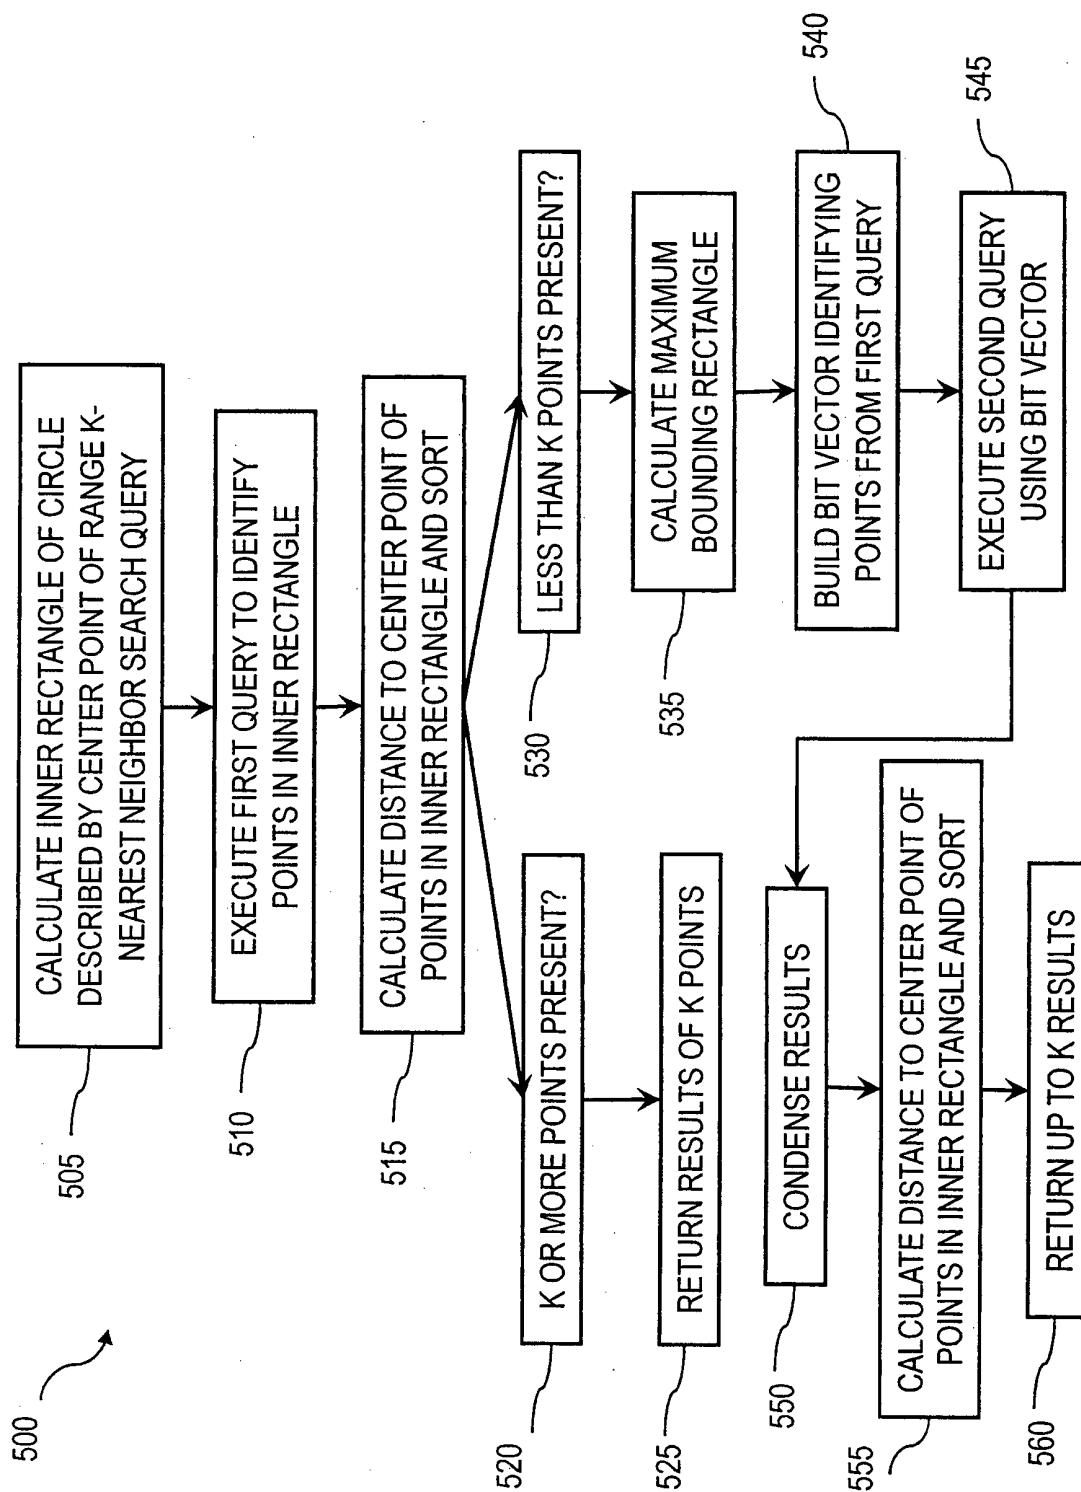 500
CALCULATE INNER RECTANGLE OF CIRCLE
DESCRIBED BY CENTER POINT OF RANGE K-
NEAREST NEIGHBOR SEARCH QUERY
505
EXECUTE FIRST QUERY TO IDENTIFY
POINTS IN INNER RECTANGLE
510
CALCULATE DISTANCE TO CENTER POINT OF
POINTS IN INNER RECTANGLE AND SORT
515
K OR MORE POINTS PRESENT?
520
RETURN RESULTS OF K POINTS
525
LESS THAN K POINTS PRESENT?
530
CALCULATE MAXIMUM
BOUNDING RECTANGLE
535
BUILD BIT VECTOR IDENTIFYING
POINTS FROM FIRST QUERY
540
EXECUTE SECOND QUERY
USING BIT VECTOR
545
CONDENSE RESULTS
550
CALCULATE DISTANCE TO CENTER POINT OF
POINTS IN INNER RECTANGLE AND SORT
555
RETURN UP TO K RESULTS
560